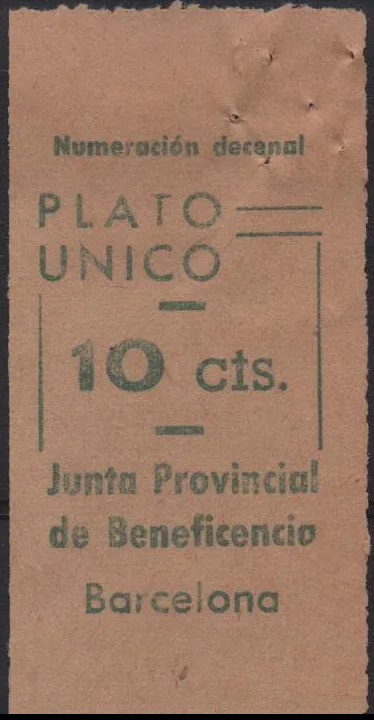 Numeración decenal
PLATO
UNICO
10 cts.
Junta Provincial
de Beneficencia
Barcelona